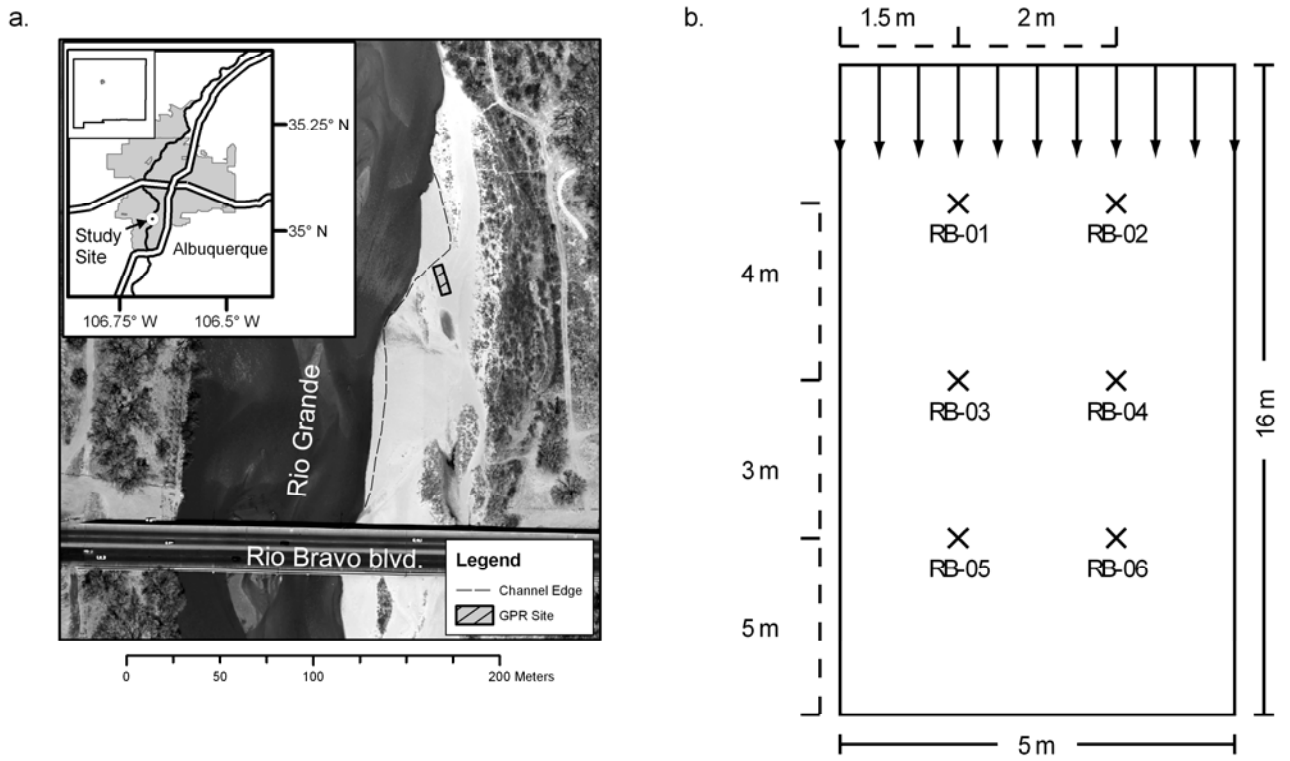 a.
35.25° N
35° N
Study
Site
Albuquerque
106.75° W
106.5° W
Rio Grande
Rio Bravo blvd.
Legend
Channel Edge
GPR Site
0
50
100
200 Meters
b.
1.5 m
2 m
RB-01
RB-02
4 m
RB-03
RB-04
3 m
16 m
RB-05
RB-06
5 m
5 m